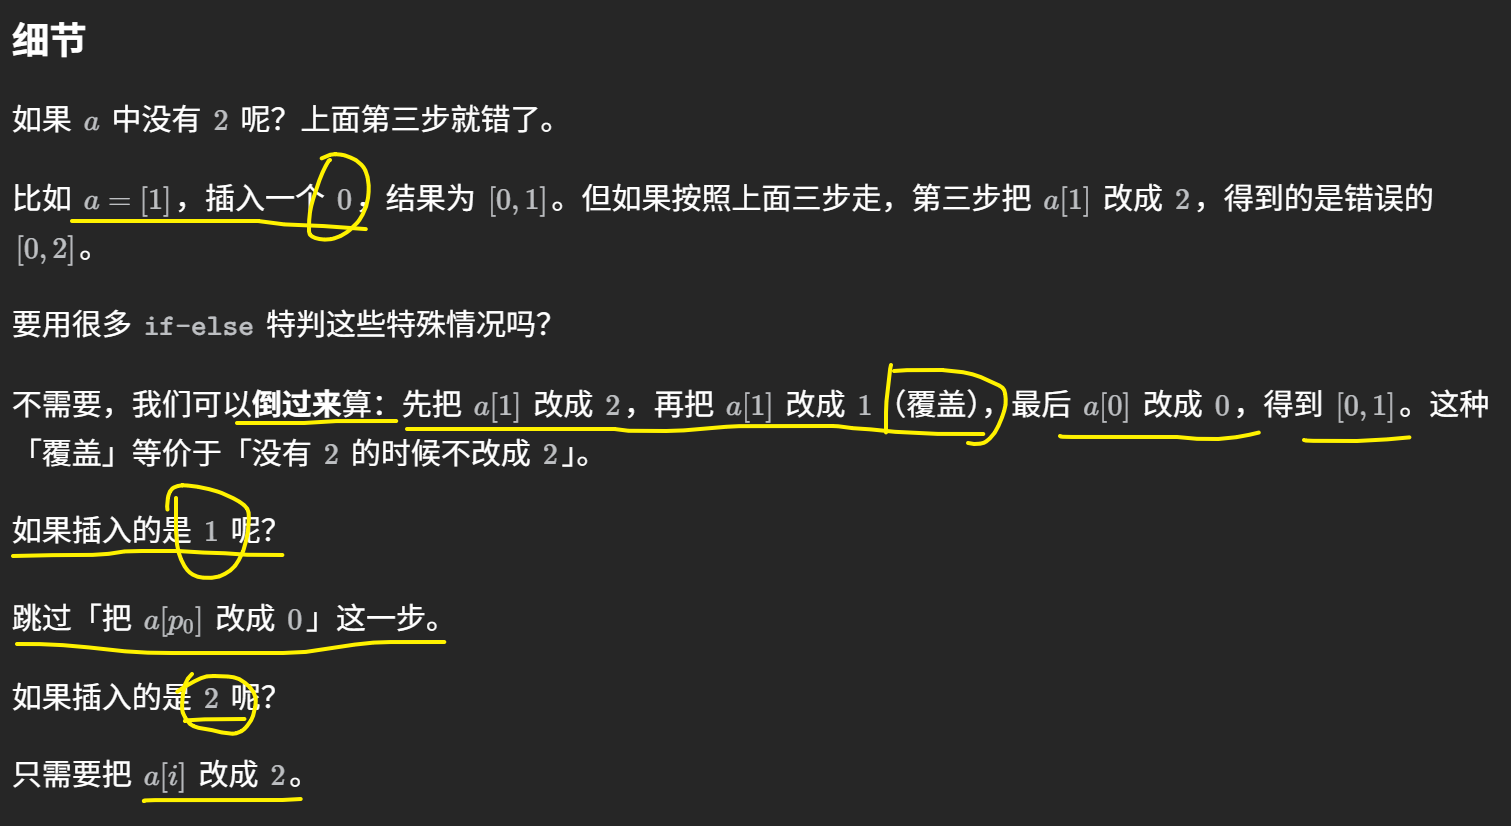 细节
如果 a 中没有 2 呢？上面第三步就错了。
比如 a = [1]，插入一个 0，结果为 [0, 1]。但如果按照上面三步走，第三步把 a[1] 改成 2，得到的是错误的
[0, 2]。
要用很多 if-else 特判这些特殊情况吗？
不需要，我们可以倒过来算：先把 a[1] 改成 2，再把 a[1] 改成 1（覆盖），最后 a[0] 改成 0，得到 [0, 1]。这种
「覆盖」等价于「没有 2 的时候不改成 2」。
如果插入的是 1 呢？
跳过「把 a[p₀] 改成 0」这一步。
如果插入的是 2 呢？
只需要把 a[i] 改成 2。